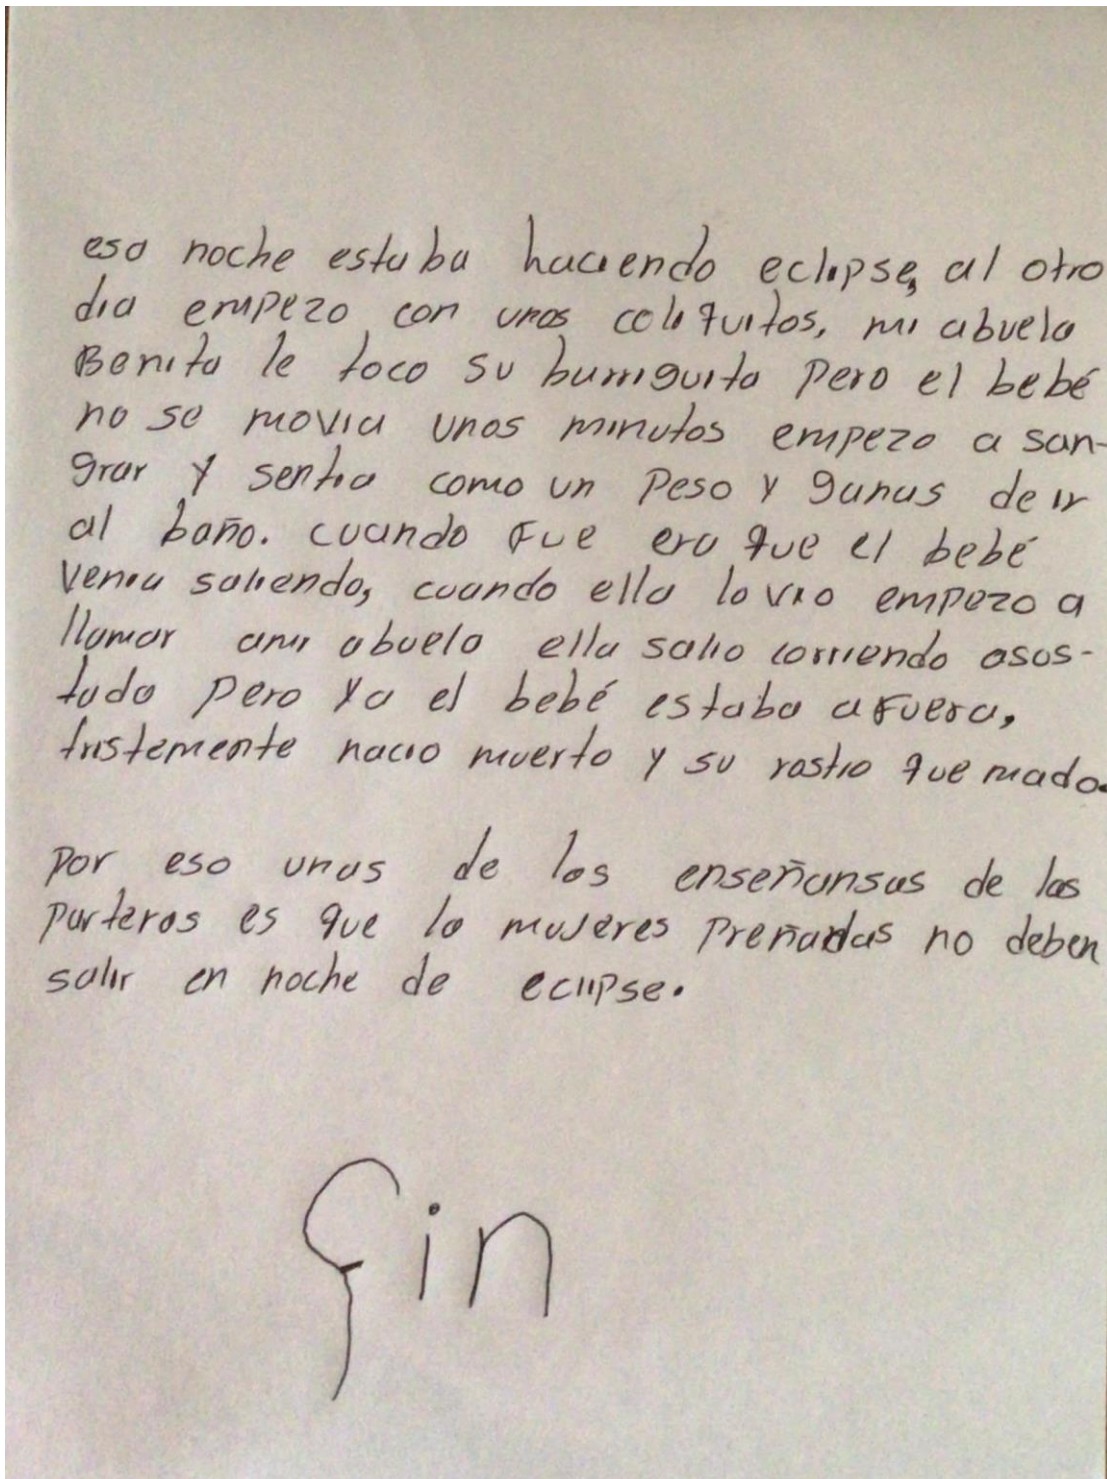 esa noche estaba haciendo eclipse, al otro
dia empezo con unos coliquitos, mi abuela
Benita le toco su barriguita pero el bebé
no se movia unos minutos empezo a san-
grar y sentia como un peso y ganas de ir
al baño. cuando fue era que el bebé
venia saliendo, cuando ella lo vio empezo a
llamar ami abuela ella salio corriendo asus-
tada pero ya el bebé estaba afuera,
tristemente nacio muerto y su rostro quemado.
por eso unas de las enseñansas de las
parteras es que la mujeres preñadas no deben
salir en noche de eclipse.
Fin